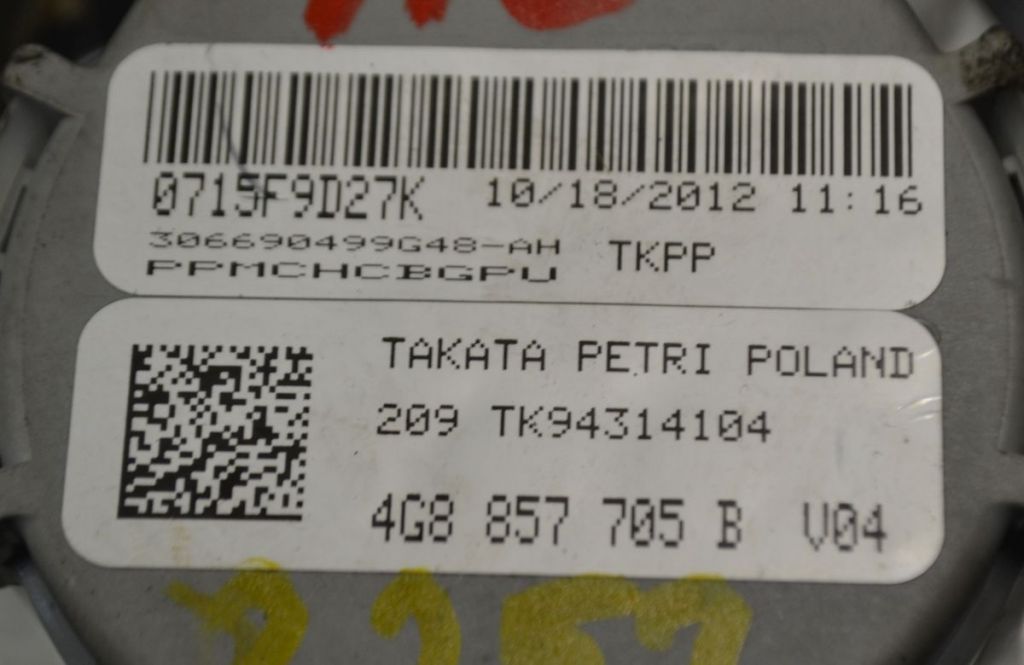 0715F9D27K 10/18/2012 11:16
306690499G48-AH TKPP
PPMCHCBGPU
TAKATA PETRI POLAND
209 TK94314104
4G8 857 705 B V04